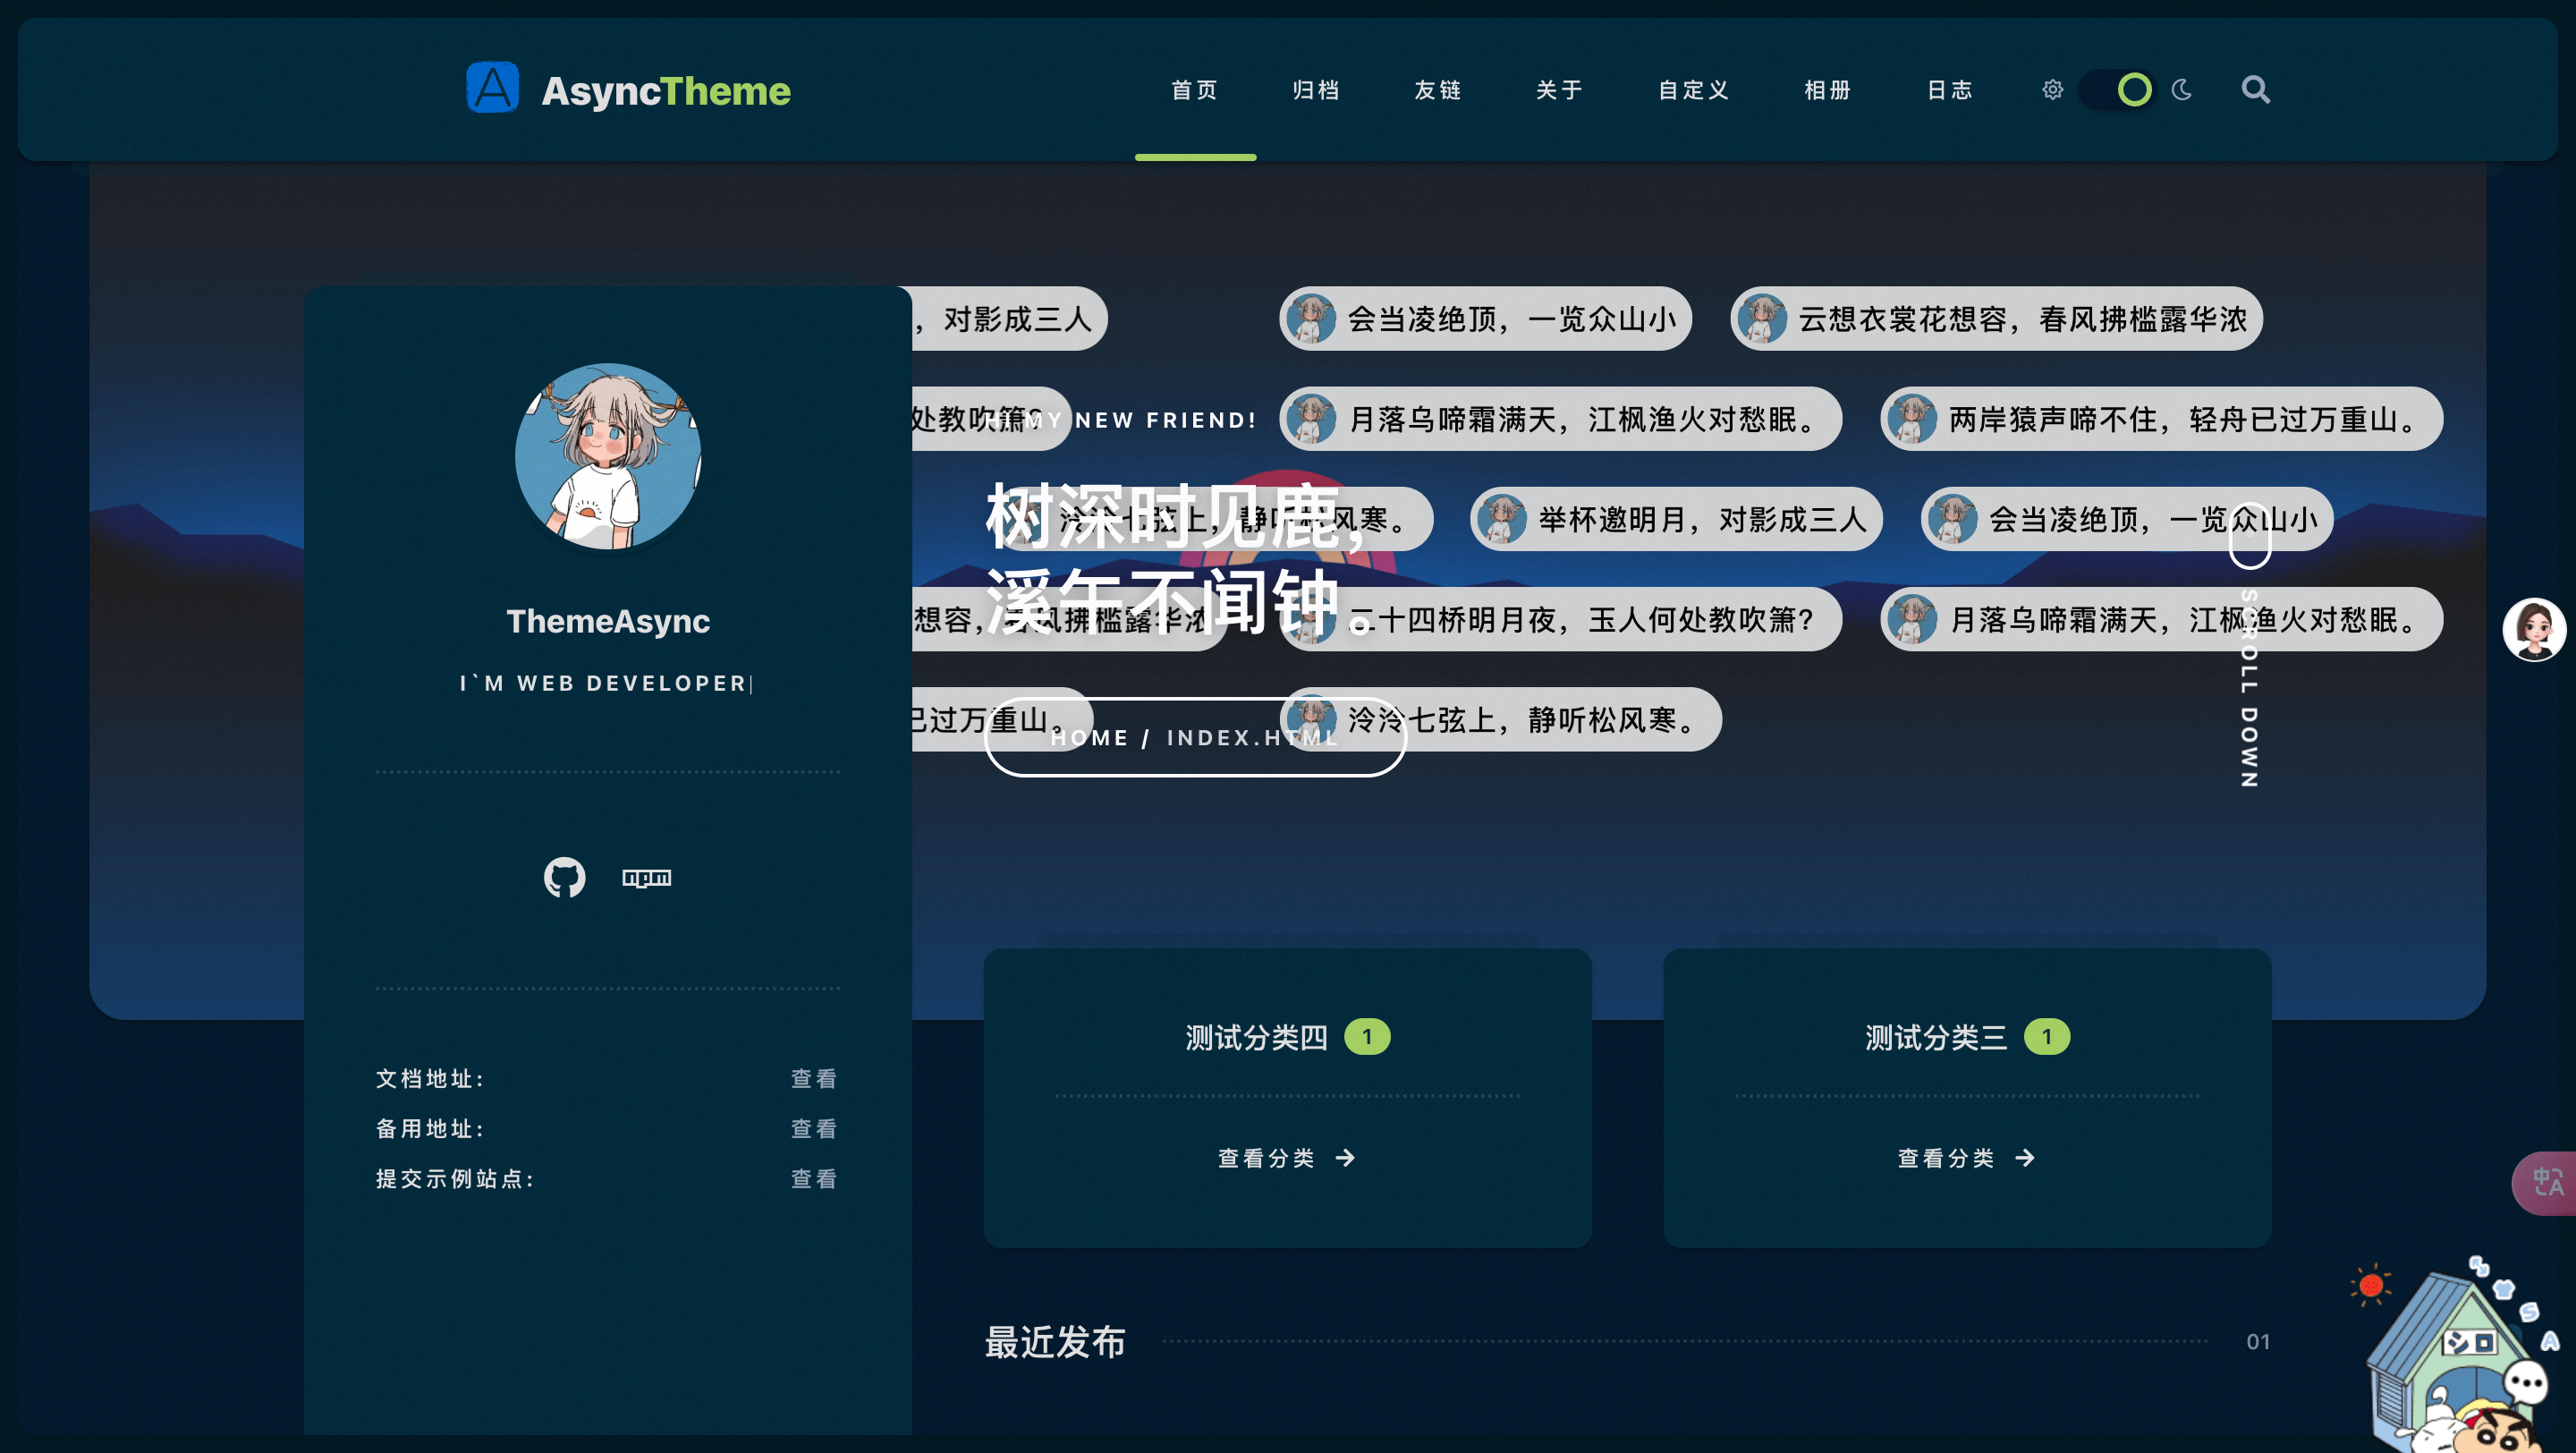 AsyncTheme
首页
归档
友链
关于
自定义
相册
日志
，对影成三人
会当凌绝顶，一览众山小
云想衣裳花想容，春风拂槛露华浓
处教吹箫？
MY NEW FRIEND!
月落乌啼霜满天，江枫渔火对愁眠。
两岸猿声啼不住，轻舟已过万重山。
树深时见鹿，
溪午不闻钟。
泠泠七弦上，静听松风寒。
举杯邀明月，对影成三人
会当凌绝顶，一览众山小
想容，春风拂槛露华浓
二十四桥明月夜，玉人何处教吹箫？
月落乌啼霜满天，江枫渔火对愁眠。
已过万重山。
泠泠七弦上，静听松风寒。
HOME / INDEX.HTML
SCROLL DOWN
ThemeAsync
I`M WEB DEVELOPER|
npm
文档地址:
查看
备用地址:
查看
提交示例站点:
查看
测试分类四 1
查看分类
测试分类三 1
查看分类
最近发布
01
中A
シロ
S
A